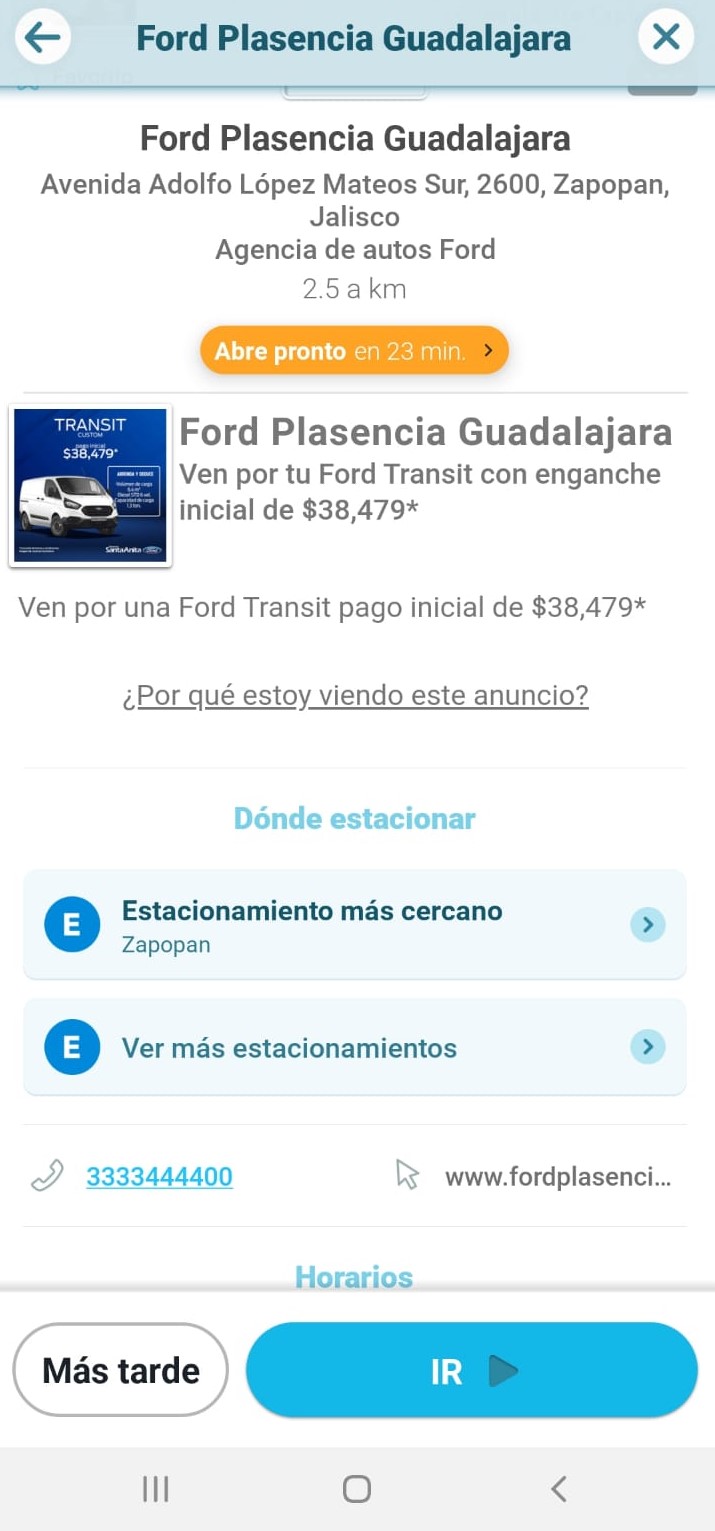 Ford Plasencia Guadalajara
Ford Plasencia Guadalajara
Avenida Adolfo López Mateos Sur, 2600, Zapopan,
Jalisco
Agencia de autos Ford
2.5 a km
Abre pronto en 23 min.
TRANSIT
CUSTOM
pago inicial
$38,479*
SantaAnita Ford
Ford Plasencia Guadalajara
Ven por tu Ford Transit con enganche
inicial de $38,479*
Ven por una Ford Transit pago inicial de $38,479*
¿Por qué estoy viendo este anuncio?
Dónde estacionar
E
Estacionamiento más cercano
Zapopan
E
Ver más estacionamientos
3333444400
www.fordplasenci...
Horarios
Más tarde
IR